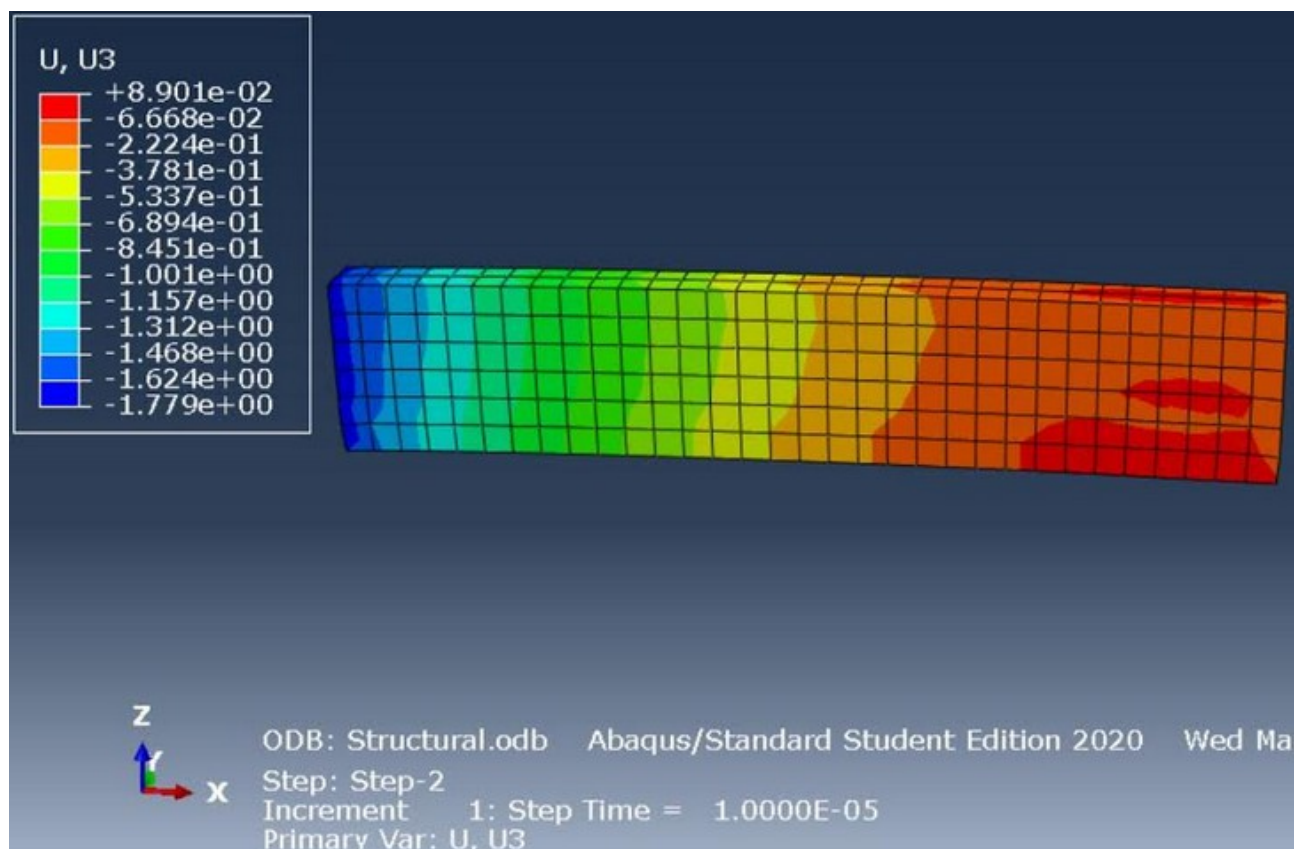 U, U3
+8.901e-02
-6.668e-02
-2.224e-01
-3.781e-01
-5.337e-01
-6.894e-01
-8.451e-01
-1.001e+00
-1.157e+00
-1.312e+00
-1.468e+00
-1.624e+00
-1.779e+00
Z
Y
X
ODB: Structural.odb Abaqus/Standard Student Edition 2020 Wed Ma
Step: Step-2
Increment 1: Step Time = 1.0000E-05
Primary Var: U, U3